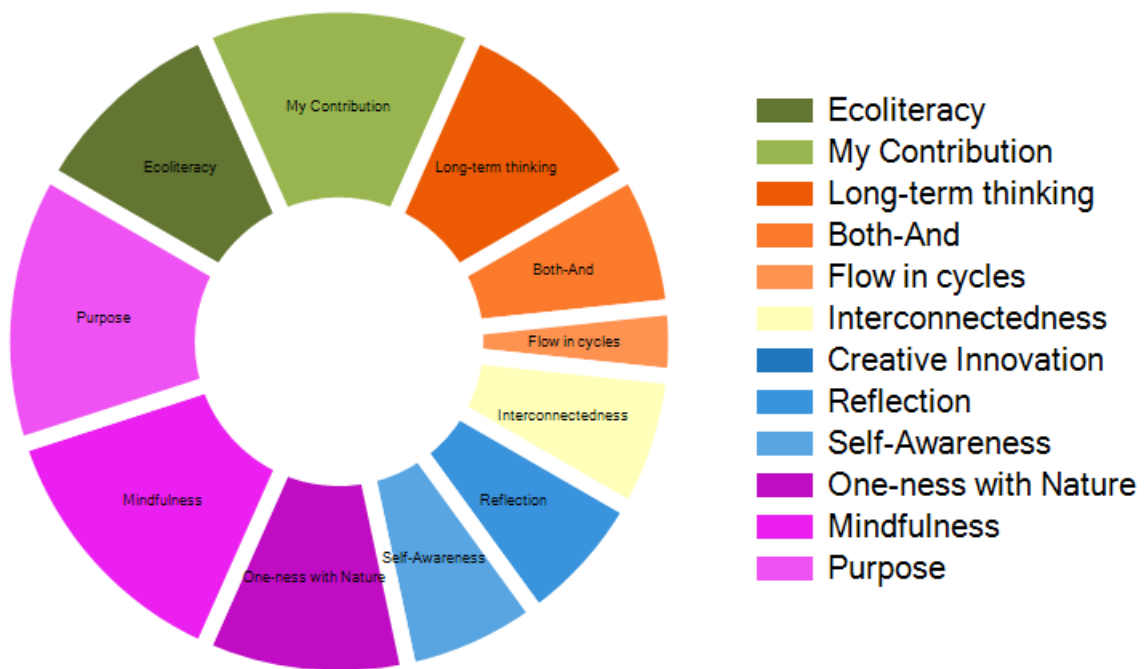 My Contribution
Ecoliteracy
Long-term thinking
Both-And
Purpose
Flow in cycles
Interconnectedness
Mindfulness
Reflection
Self-Awareness
One-ness with Nature
Ecoliteracy
My Contribution
Long-term thinking
Both-And
Flow in cycles
Interconnectedness
Creative Innovation
Reflection
Self-Awareness
One-ness with Nature
Mindfulness
Purpose